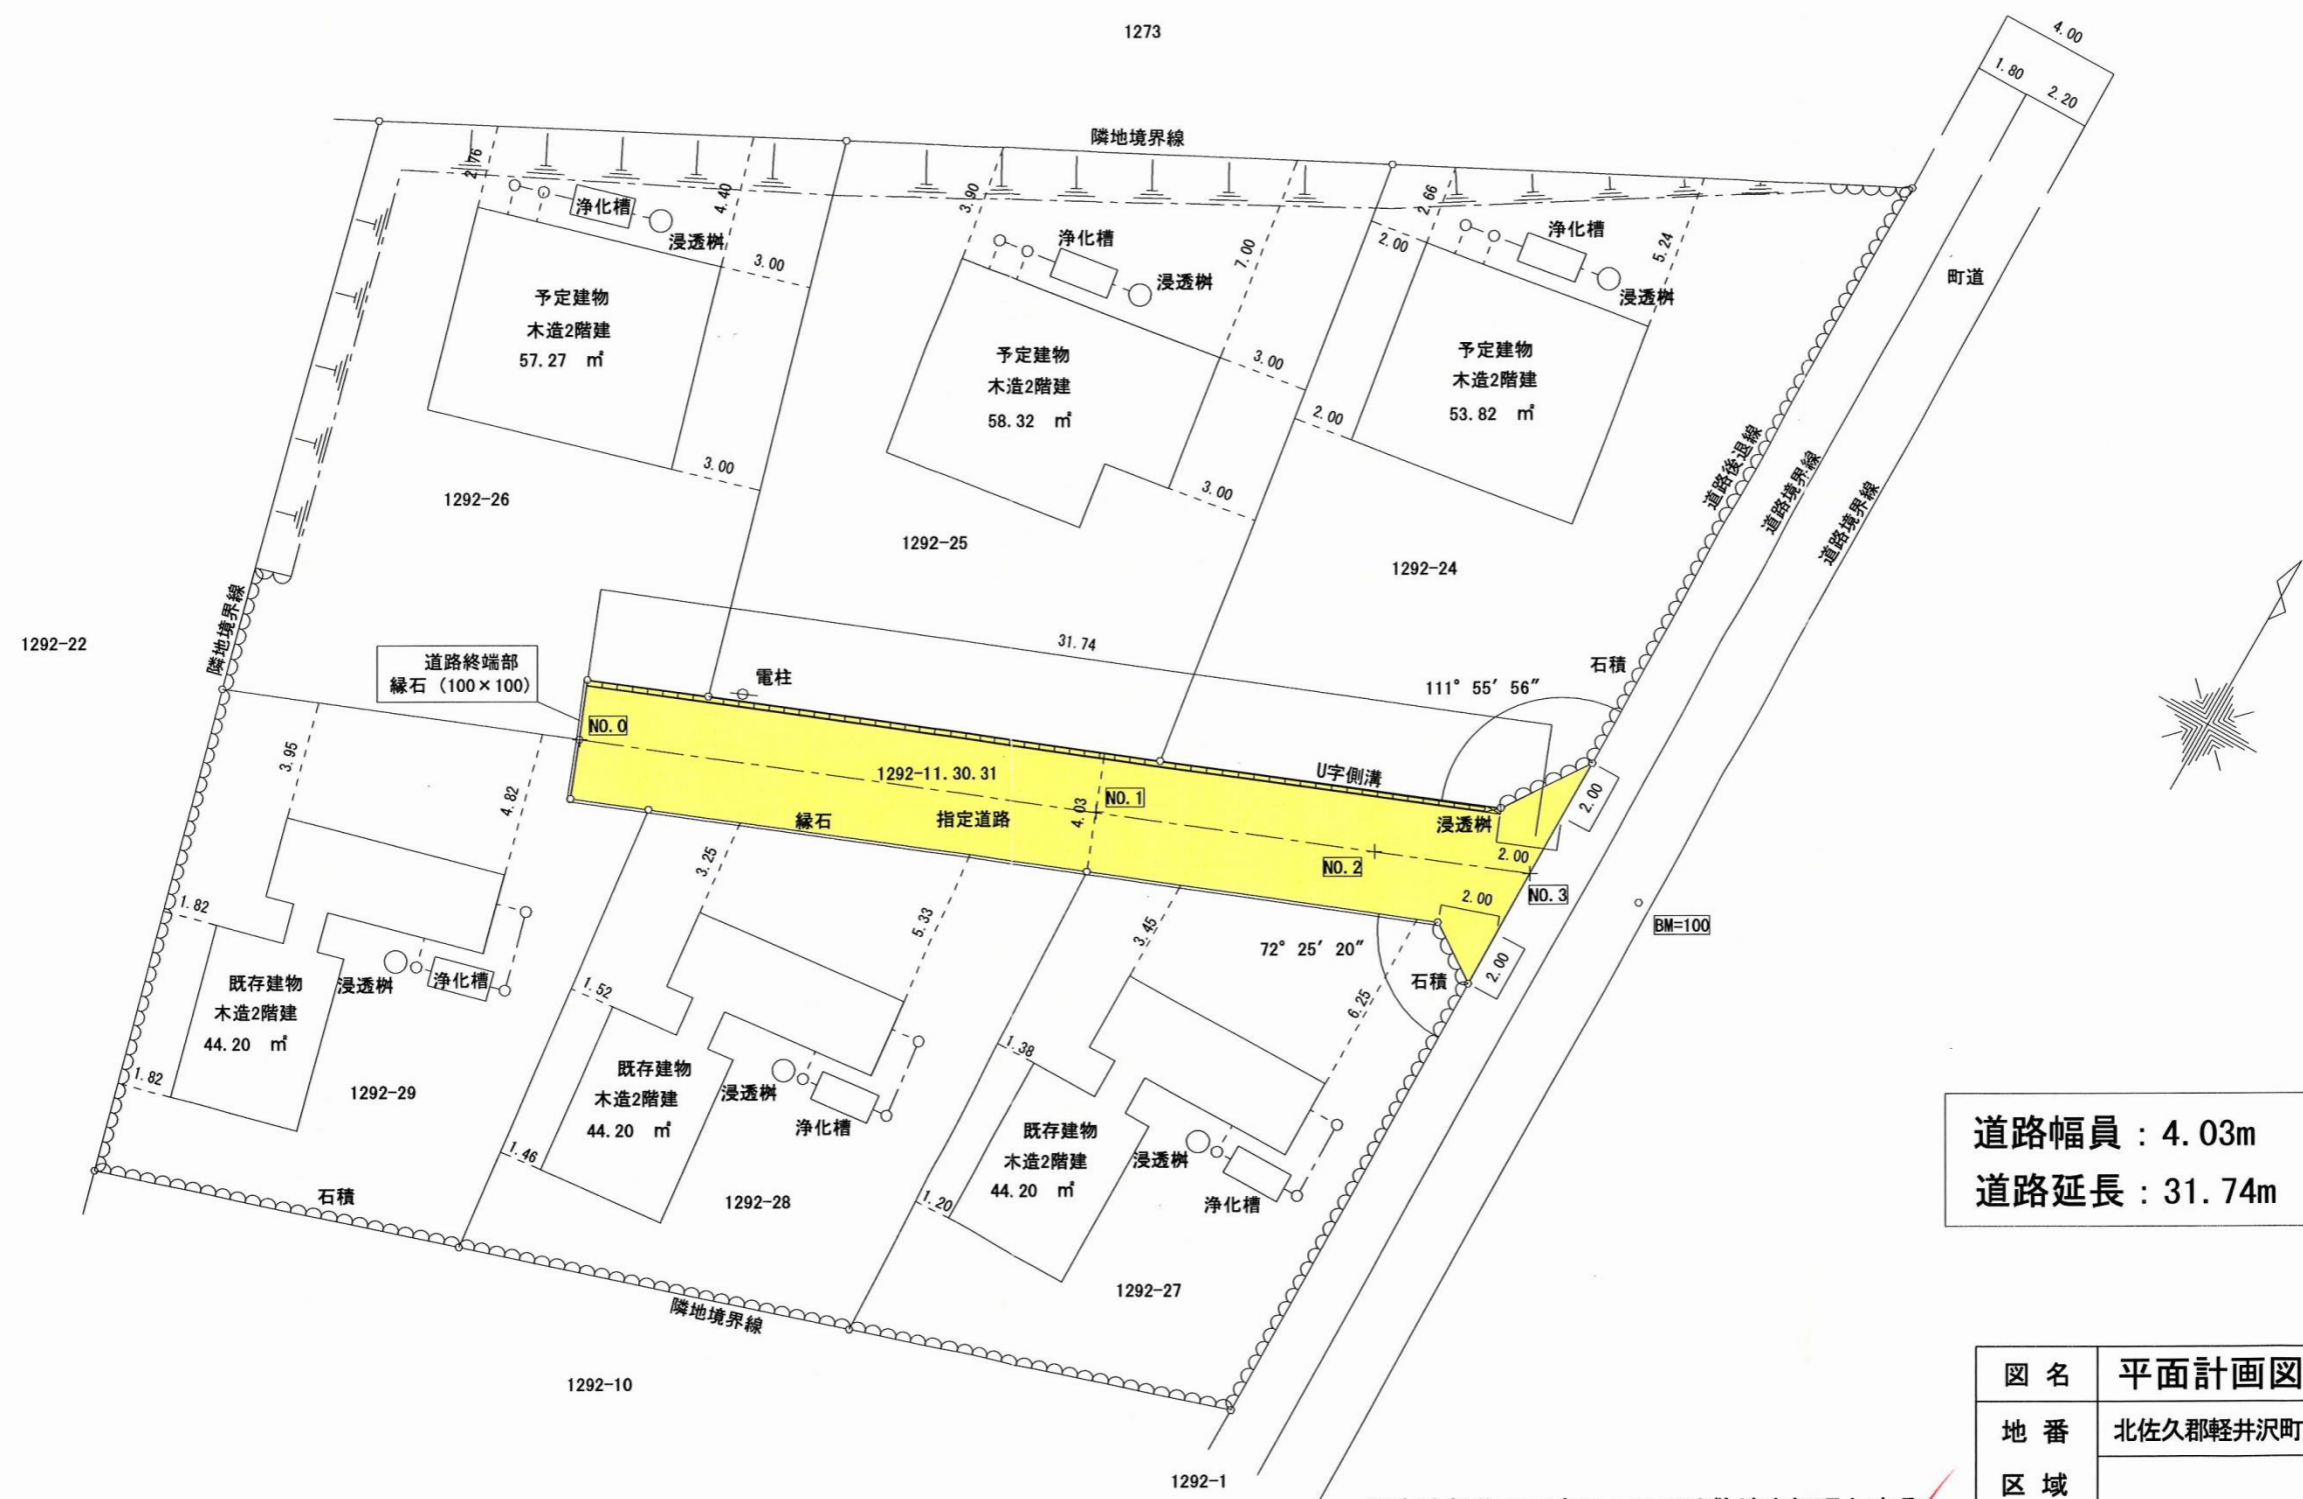 1273
4.00
1.80
2.20
隣地境界線
2.76
4.40
3.90
2.66
5.24
7.00
浄化槽
浸透桝
3.00
浄化槽
浸透桝
2.00
浄化槽
浸透桝
町道
予定建物
木造2階建
57.27 ㎡
予定建物
木造2階建
58.32 ㎡
予定建物
木造2階建
53.82 ㎡
3.00
2.00
3.00
3.00
道路後退線
道路境界線
道路境界線
1292-26
1292-25
1292-24
隣地境界線
1292-22
道路終端部
縁石 (100×100)
電柱
31.74
111° 55′ 56″
石積
NO.0
1292-11.30.31
NO.1
U字側溝
4.03
縁石
指定道路
浸透桝
2.00
2.00
NO.2
NO.3
2.00
2.00
BM=100
72° 25′ 20″
石積
3.95
4.82
3.25
5.33
3.45
6.25
1.82
既存建物
木造2階建
44.20 ㎡
浸透桝
浄化槽
1.82
1292-29
1.52
既存建物
木造2階建
44.20 ㎡
浸透桝
浄化槽
1.46
1292-28
1.38
既存建物
木造2階建
44.20 ㎡
浸透桝
浄化槽
1.20
1292-27
石積
隣地境界線
1292-10
1292-1
道路幅員：4.03m
道路延長：31.74m
図名 平面計画図
地番 北佐久郡軽井沢町
区域